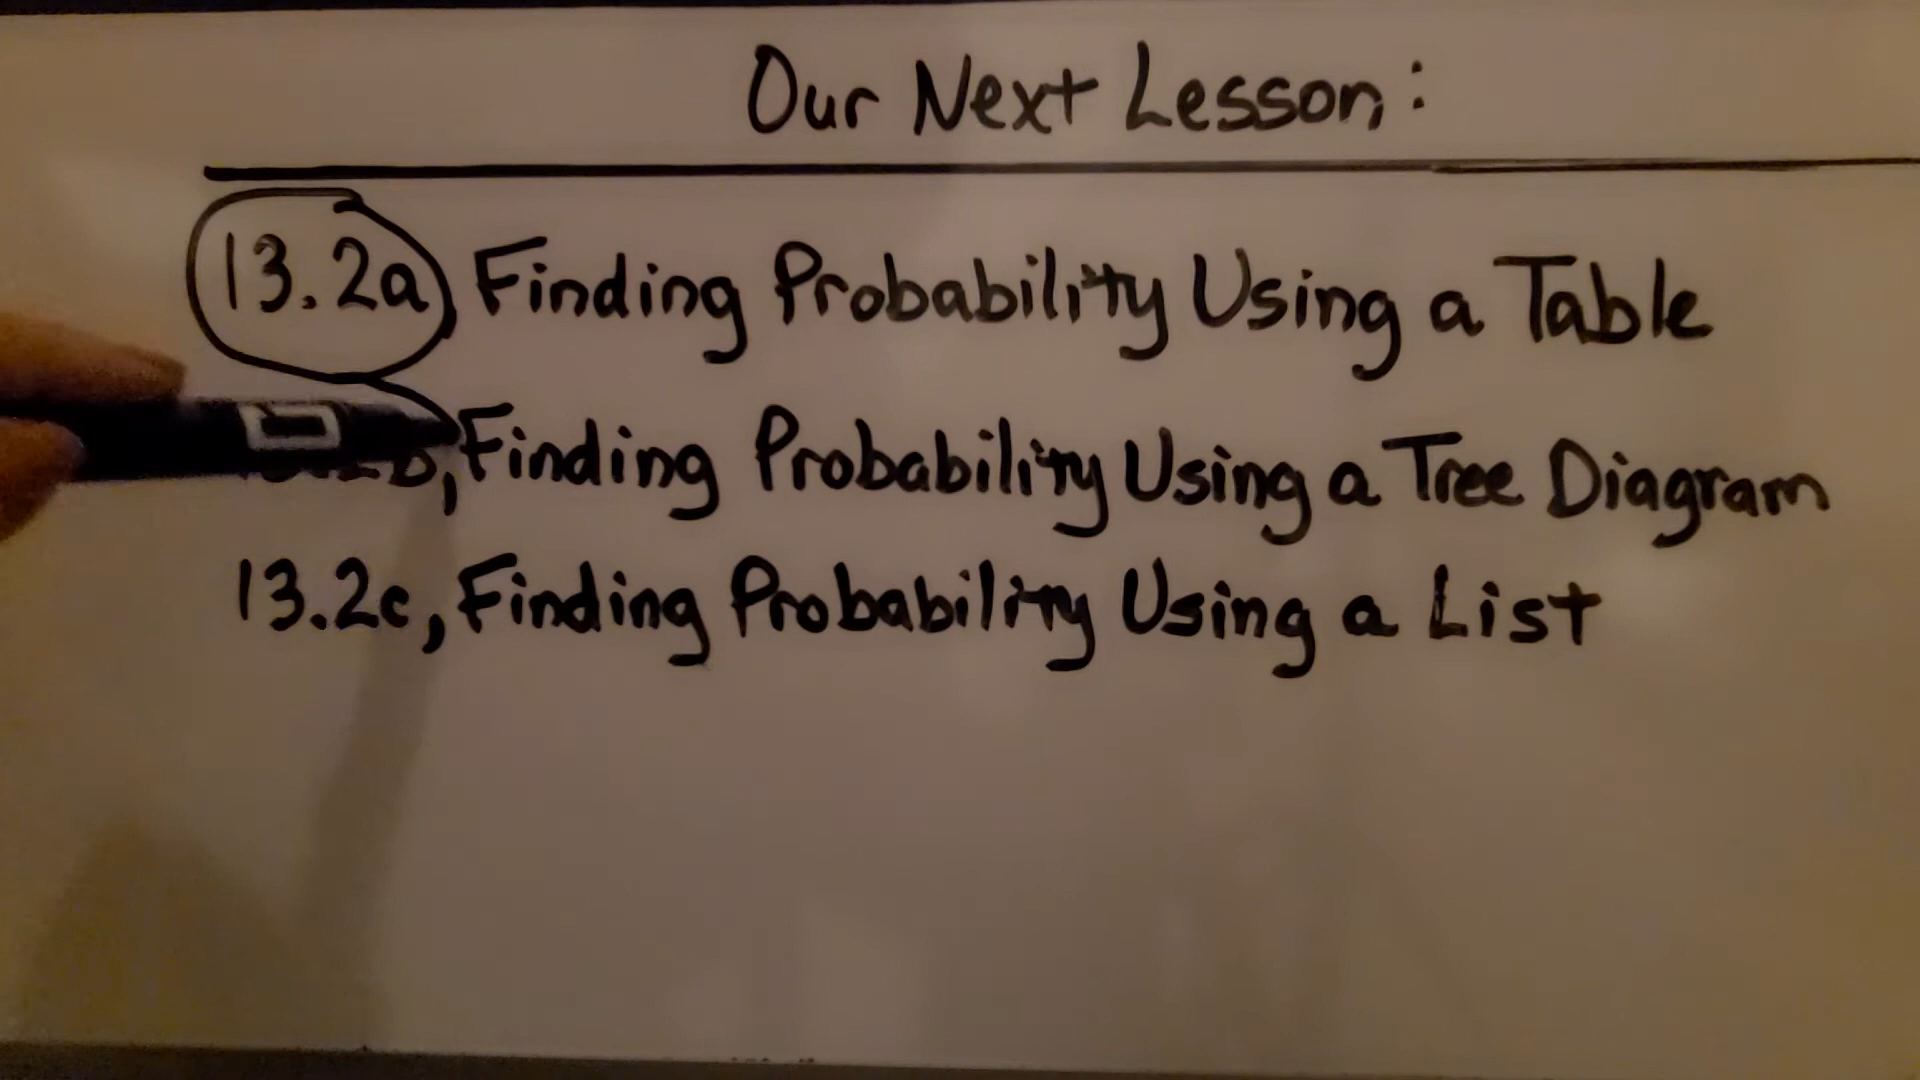 Our Next Lesson:
13.2a, Finding Probability Using a Table
Finding Probability Using a Tree Diagram
13.2c, Finding Probability Using a List